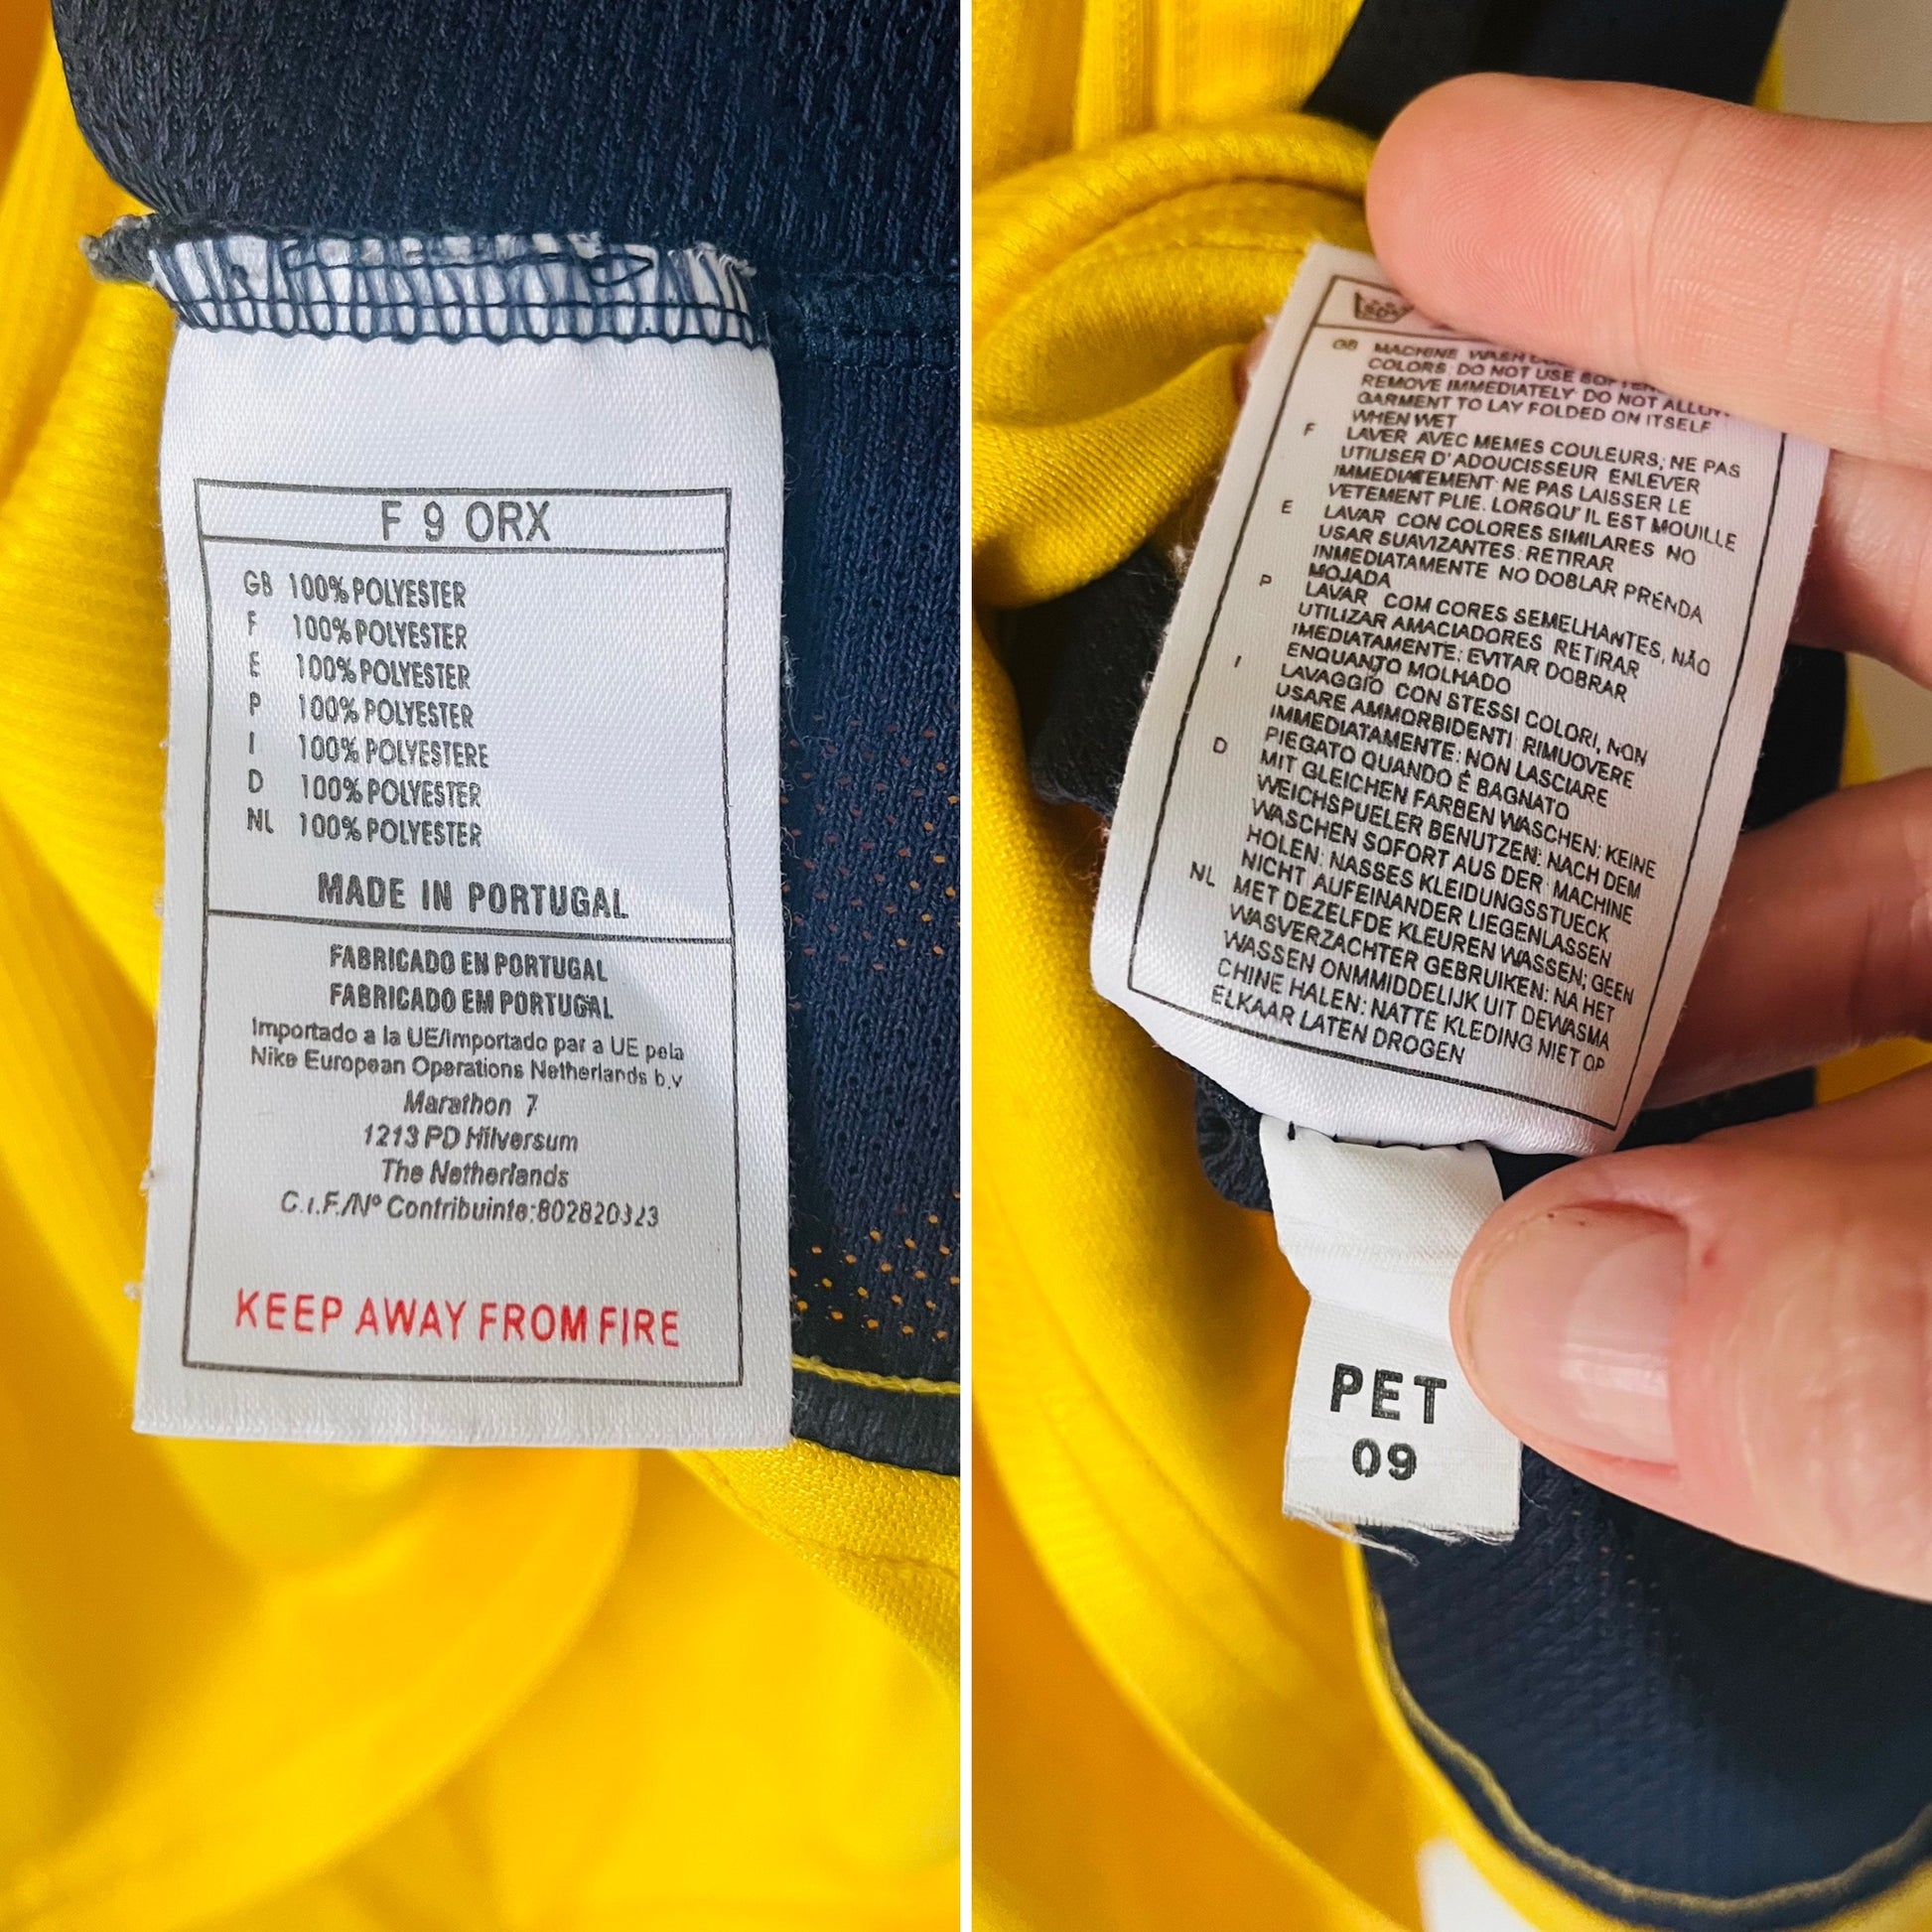 F 9 ORX
GB 100% POLYESTER
F 100% POLYESTER
E 100% POLYESTER
P 100% POLYESTER
I 100% POLYESTERE
D 100% POLYESTER
NL 100% POLYESTER
MADE IN PORTUGAL
FABRICADO EN PORTUGAL
FABRICADO EM PORTUGAL
Importado a la UE/Importado par a UE pela
Nike European Operations Netherlands b.v
Marathon 7
1213 PD Hilversum
The Netherlands
C.i.F./Nº Contribuinte:802820323
KEEP AWAY FROM FIRE
GB MACHINE WASH
COLORS: DO NOT USE
REMOVE IMMEDIATELY DO NOT ALLOW
GARMENT TO LAY FOLDED ON ITSELF
WHEN WET
F LAVER AVEC MEMES COULEURS; NE PAS
UTILISER D'ADOUCISSEUR ENLEVER
IMMEDIATEMENT NE PAS LAISSER LE
VETEMENT PLIE. LORSQU'IL EST MOUILLE
E LAVAR CON COLORES SIMILARES NO
USAR SUAVIZANTES: RETIRAR
INMEDIATAMENTE NO DOBLAR PRENDA
MOJADA
P LAVAR COM CORES SEMELHANTES, NÃO
UTILIZAR AMACIADORES RETIRAR
IMEDIATAMENTE: EVITAR DOBRAR
ENQUANTO MOLHADO
I LAVAGGIO CON STESSI COLORI, NON
USARE AMMORBIDENTI RIMUOVERE
IMMEDIATAMENTE: NON LASCIARE
PIEGATO QUANDO É BAGNATO
D MIT GLEICHEN FARBEN WASCHEN: KEINE
WEICHSPUELER BENUTZEN: NACH DEM
WASCHEN SOFORT AUS DER MACHINE
HOLEN: NASSES KLEIDUNGSSTUECK
NICHT AUFEINANDER LIEGENLASSEN
NL MET DEZELFDE KLEUREN WASSEN; GEEN
WASVERZACHTER GEBRUIKEN: NA HET
WASSEN ONMMIDDELIJK UIT DEWASMA
CHINE HALEN: NATTE KLEDING NIET OP
ELKAAR LATEN DROGEN
PET
09